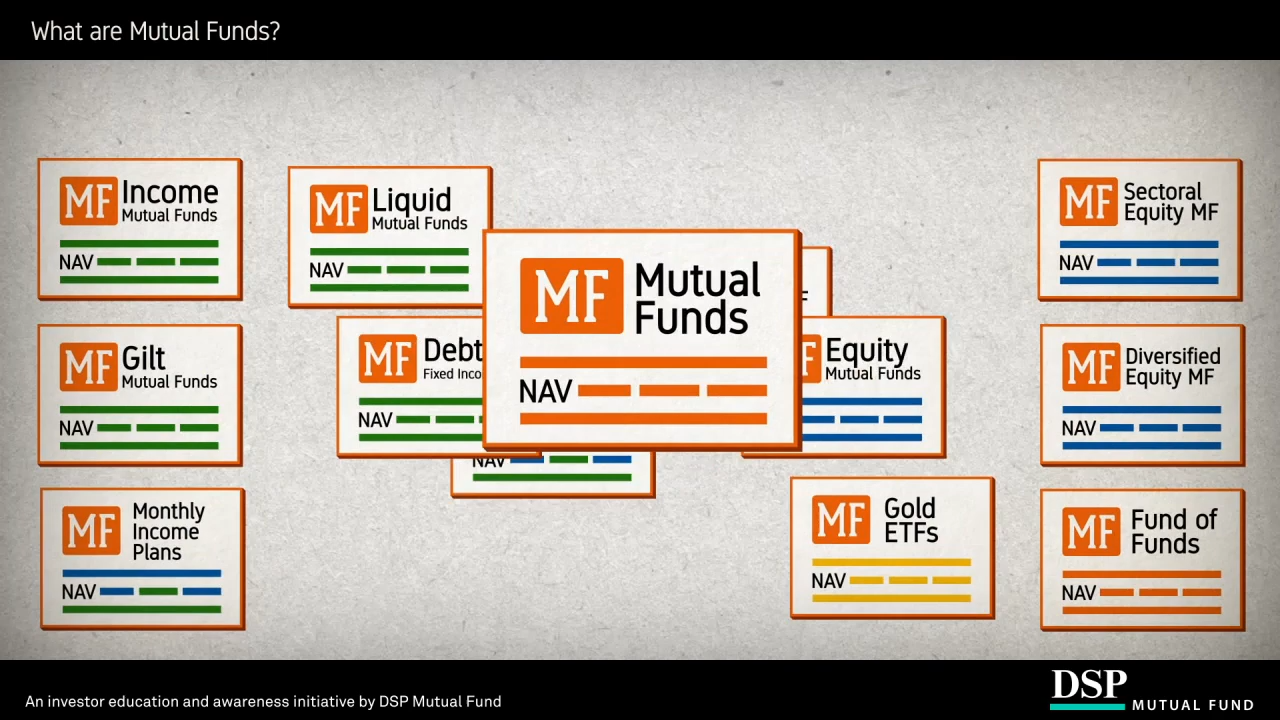 What are Mutual Funds?
MF Income
Mutual Funds
NAV
MF Liquid
Mutual Funds
NAV
MF Sectoral
Equity MF
NAV
MF Mutual
Funds
NAV
MF Gilt
Mutual Funds
NAV
MF Debt
Fixed Inco
NAV
Equity
Mutual Funds
MF Diversified
Equity MF
NAV
NAV
MF Monthly
Income
Plans
NAV
MF Gold
ETFs
NAV
MF Fund of
Funds
NAV
An investor education and awareness initiative by DSP Mutual Fund
DSP
MUTUAL FUND